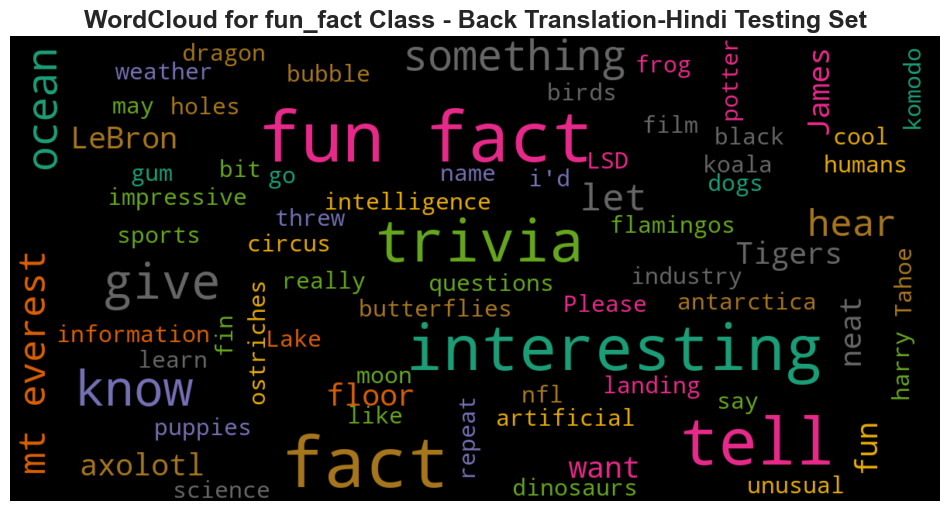 WordCloud for fun_fact Class - Back Translation-Hindi Testing Set
dragon
something
frog
potter
James
komodo
ocean
weather
bubble
birds
may
holes
fun fact
film
black
cool
LeBron
LSD
koala
humans
gum
bit
go
name
i'd
dogs
impressive
intelligence
let
threw
flamingos
hear
sports
circus
trivia
Tigers
give
really
questions
industry
Tahoe
everest
ostriches
butterflies
Please
antarctica
neat
information
fin
Lake
interesting
learn
harry
moon
know
floor
nfl
landing
say
like
artificial
puppies
repeat
tell
fun
mt
axolotl
fact
want
science
dinosaurs
unusual